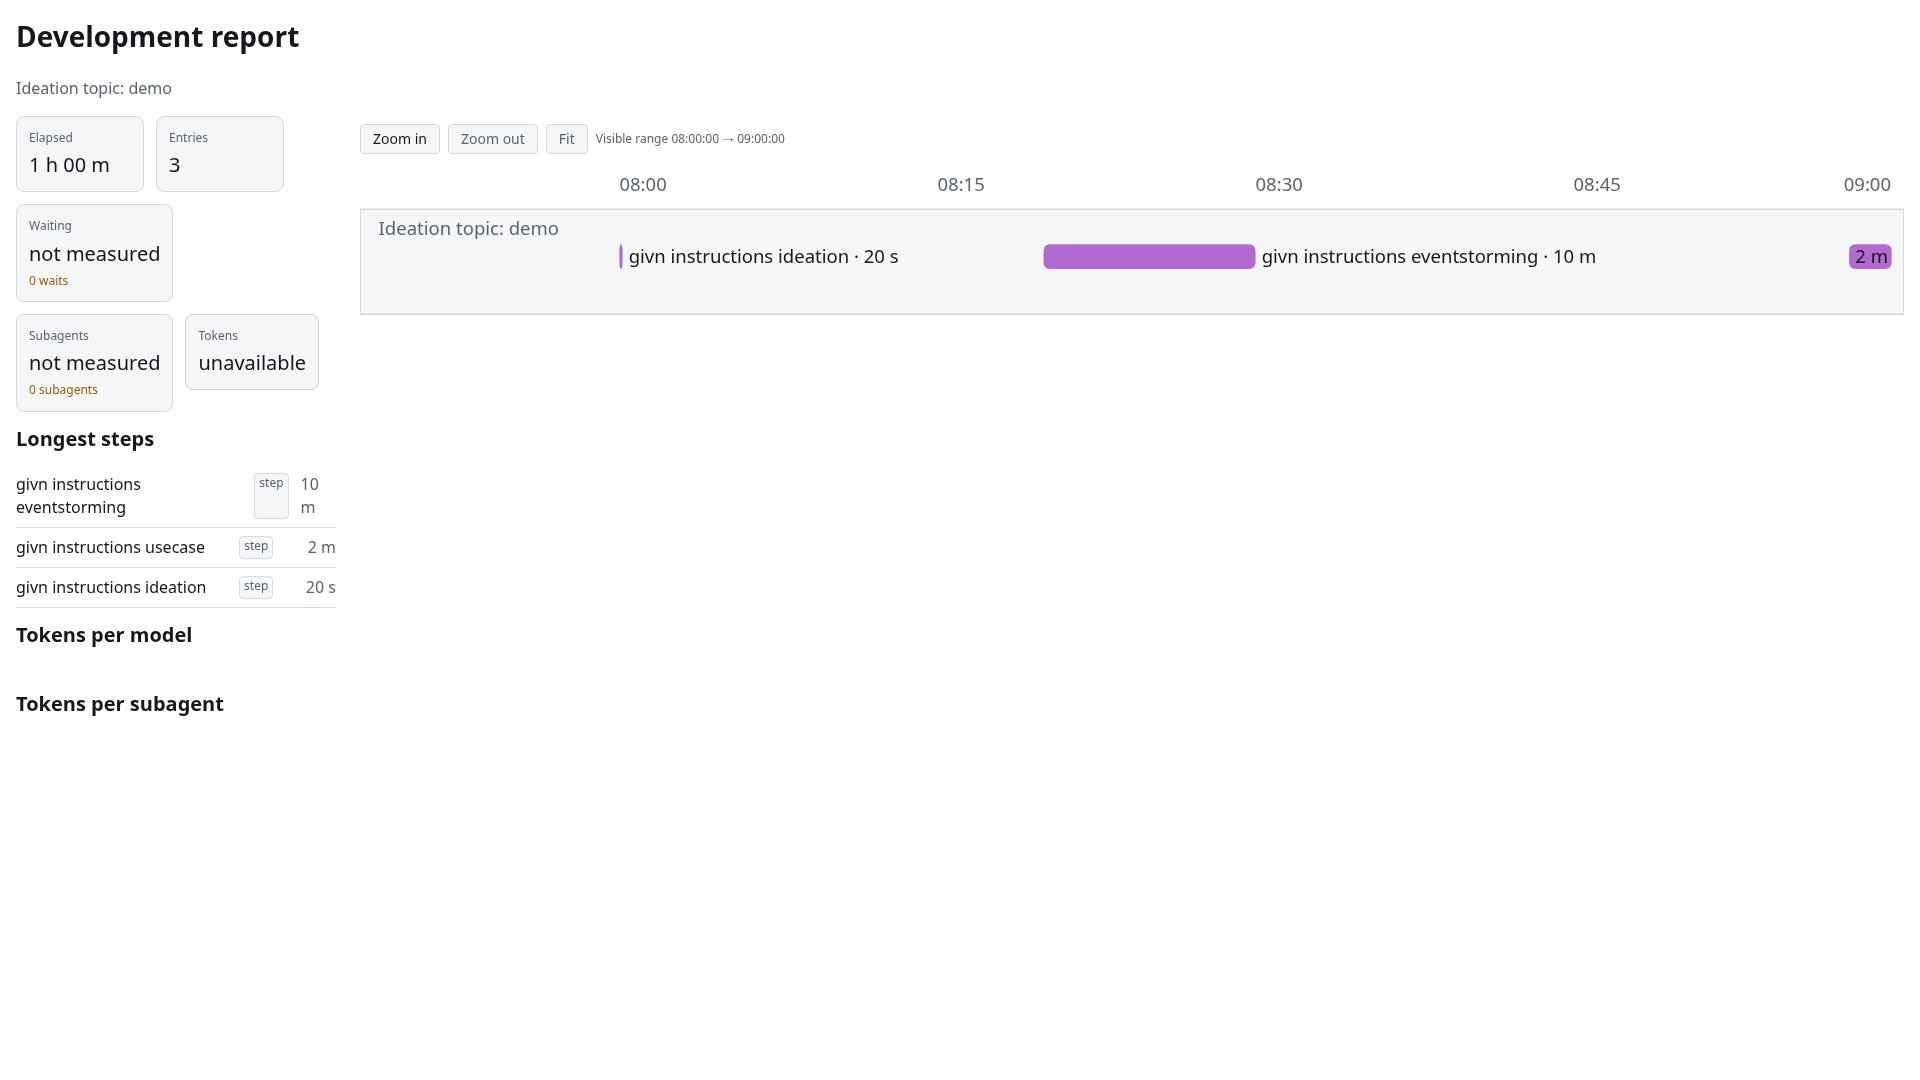 Development report
Ideation topic: demo
Elapsed
1 h 00 m
Entries
3
Waiting
not measured
0 waits
Subagents
not measured
0 subagents
Tokens
unavailable
Longest steps
givn instructions
eventstorming
step
10
m
givn instructions usecase
step
2 m
givn instructions ideation
step
20 s
Tokens per model
Tokens per subagent
Zoom in
Zoom out
Fit
Visible range 08:00:00 → 09:00:00
08:00
08:15
08:30
08:45
09:00
Ideation topic: demo
givn instructions ideation · 20 s
givn instructions eventstorming · 10 m
2 m